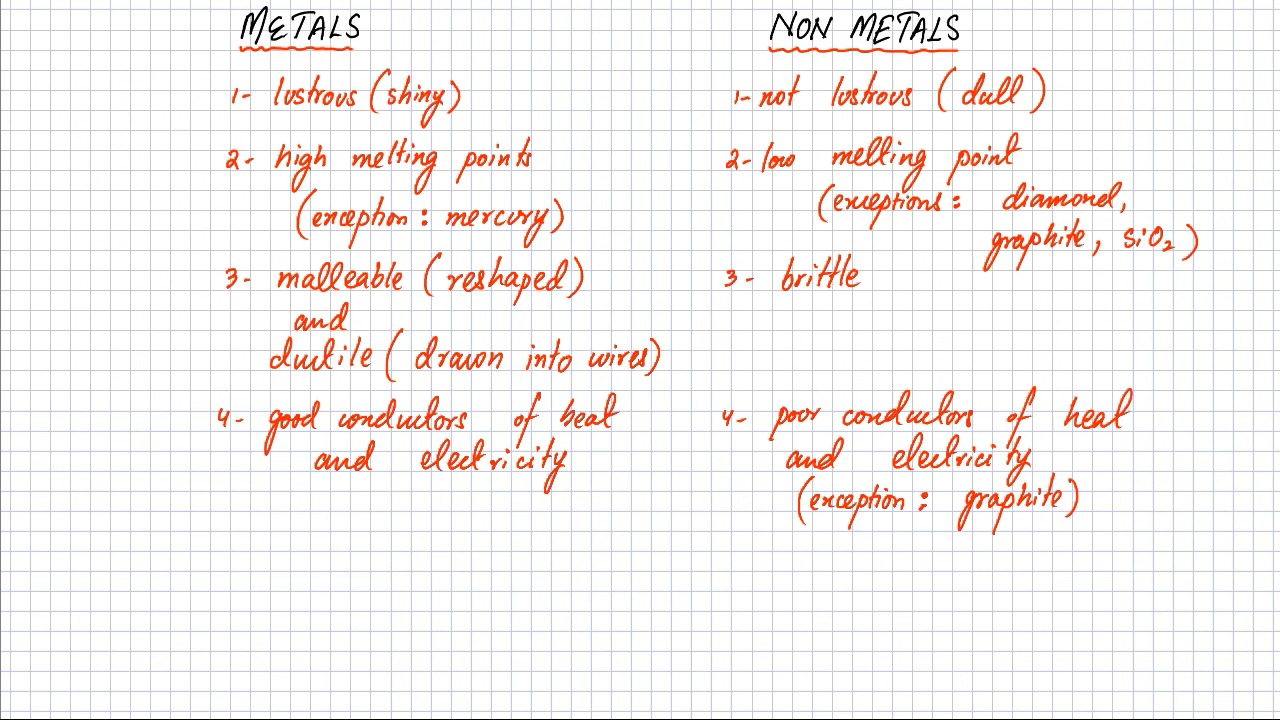 METALS
1- lustrous (shiny)
2- high melting points
(exception : mercury)
3- malleable (reshaped)
and
ductile ( drawn into wires)
4- good conductors of heat
and electricity
NON METALS
1- not lustrous (dull)
2- low melting point
(exceptions : diamond,
graphite, SiO₂)
3- brittle
4- poor conductors of heat
and electricity
(exception : graphite)